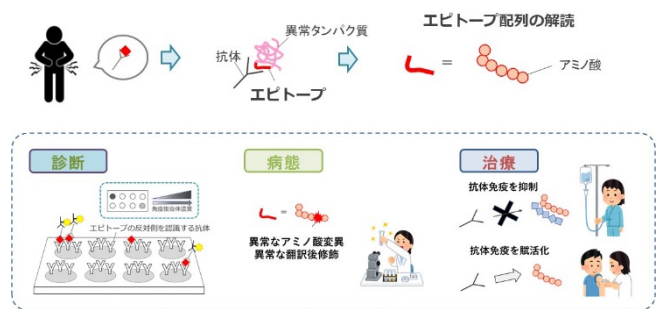 エピトープ配列の解読
異常タンパク質
抗体
エピトープ
=
アミノ酸
診断
エピトープの反対側を認識する抗体
病態
=
異常なアミノ酸変異
異常な翻訳後修飾
治療
抗体免疫を抑制
抗体免疫を賦活化